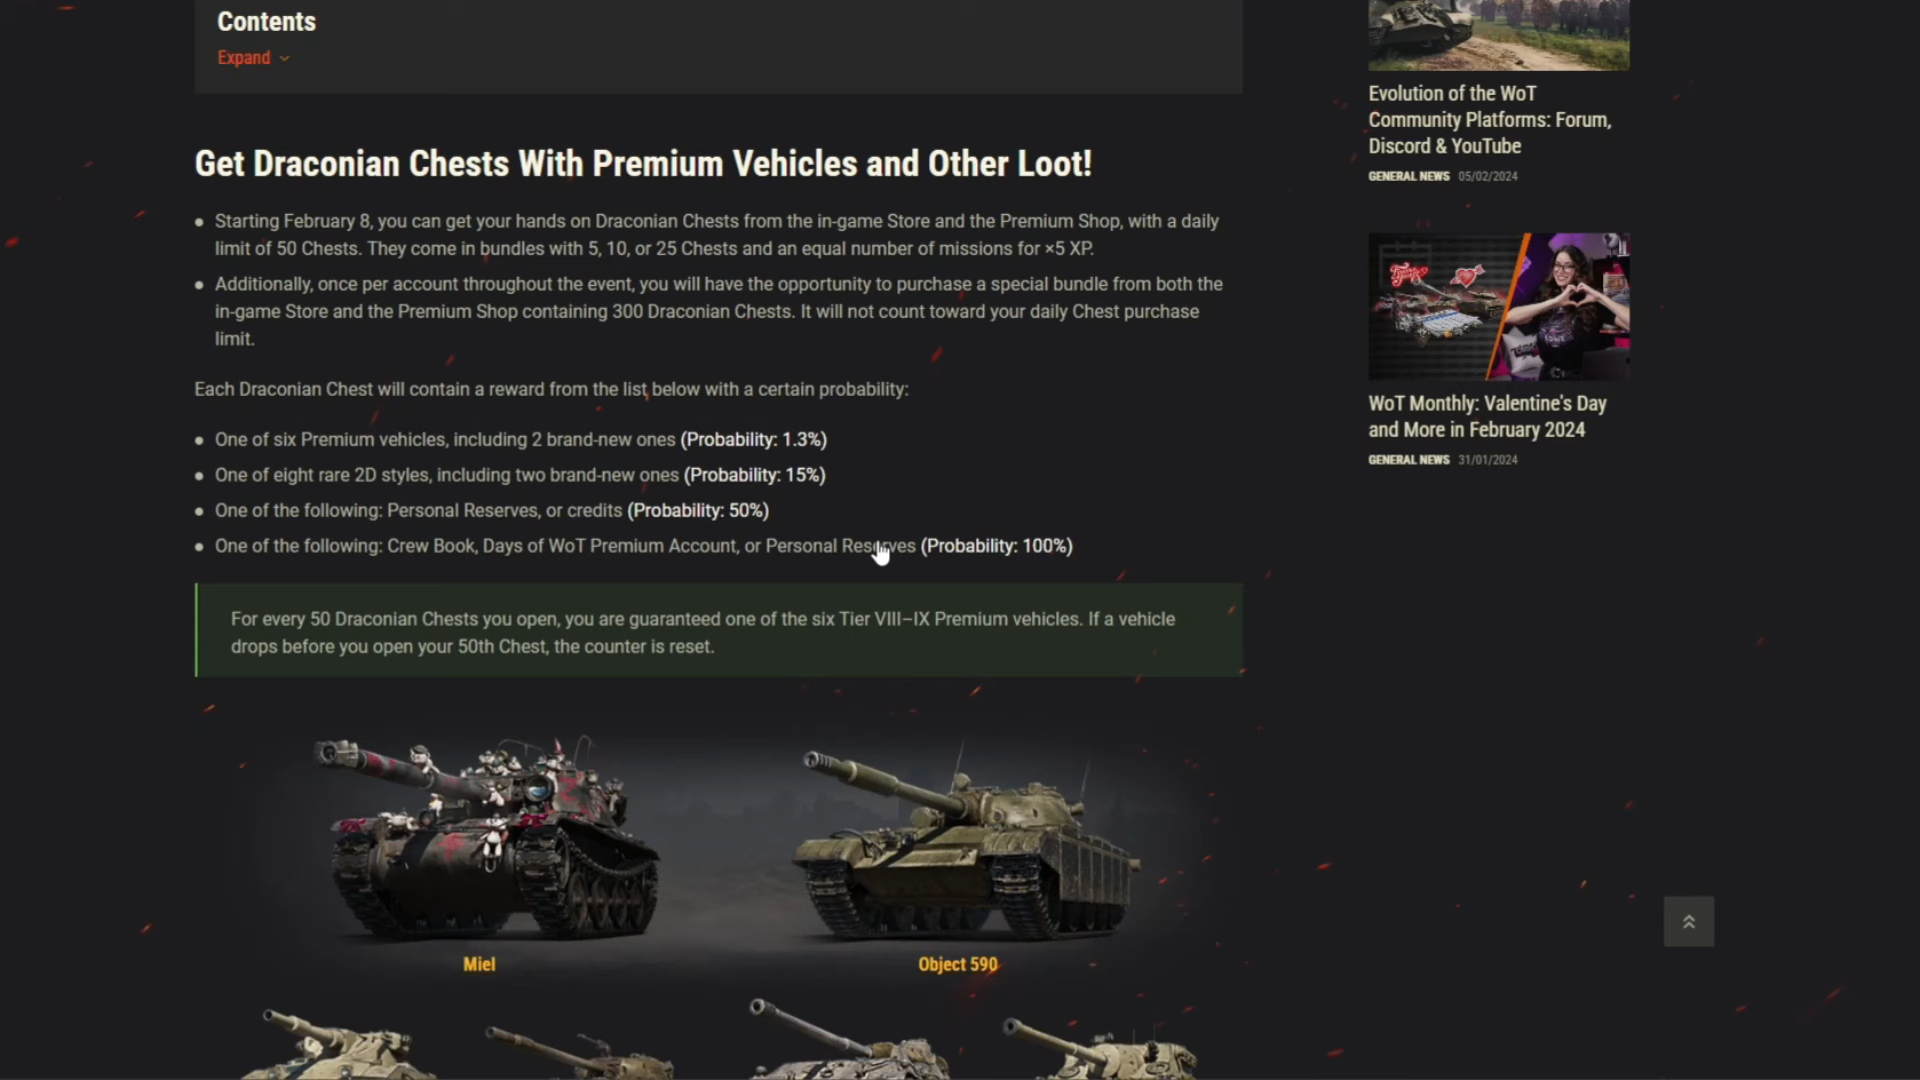 Contents
Expand
Get Draconian Chests With Premium Vehicles and Other Loot!
Starting February 8, you can get your hands on Draconian Chests from the in-game Store and the Premium Shop, with a daily
limit of 50 Chests. They come in bundles with 5, 10, or 25 Chests and an equal number of missions for ×5 XP.
Additionally, once per account throughout the event, you will have the opportunity to purchase a special bundle from both the
in-game Store and the Premium Shop containing 300 Draconian Chests. It will not count toward your daily Chest purchase
limit.
Each Draconian Chest will contain a reward from the list below with a certain probability:
One of six Premium vehicles, including 2 brand-new ones (Probability: 1.3%)
One of eight rare 2D styles, including two brand-new ones (Probability: 15%)
One of the following: Personal Reserves, or credits (Probability: 50%)
One of the following: Crew Book, Days of WoT Premium Account, or Personal Reserves (Probability: 100%)
For every 50 Draconian Chests you open, you are guaranteed one of the six Tier VIII–IX Premium vehicles. If a vehicle
drops before you open your 50th Chest, the counter is reset.
Miel
Object 590
Evolution of the WoT
Community Platforms: Forum,
Discord & YouTube
GENERAL NEWS 05/02/2024
WoT Monthly: Valentine's Day
and More in February 2024
GENERAL NEWS 31/01/2024